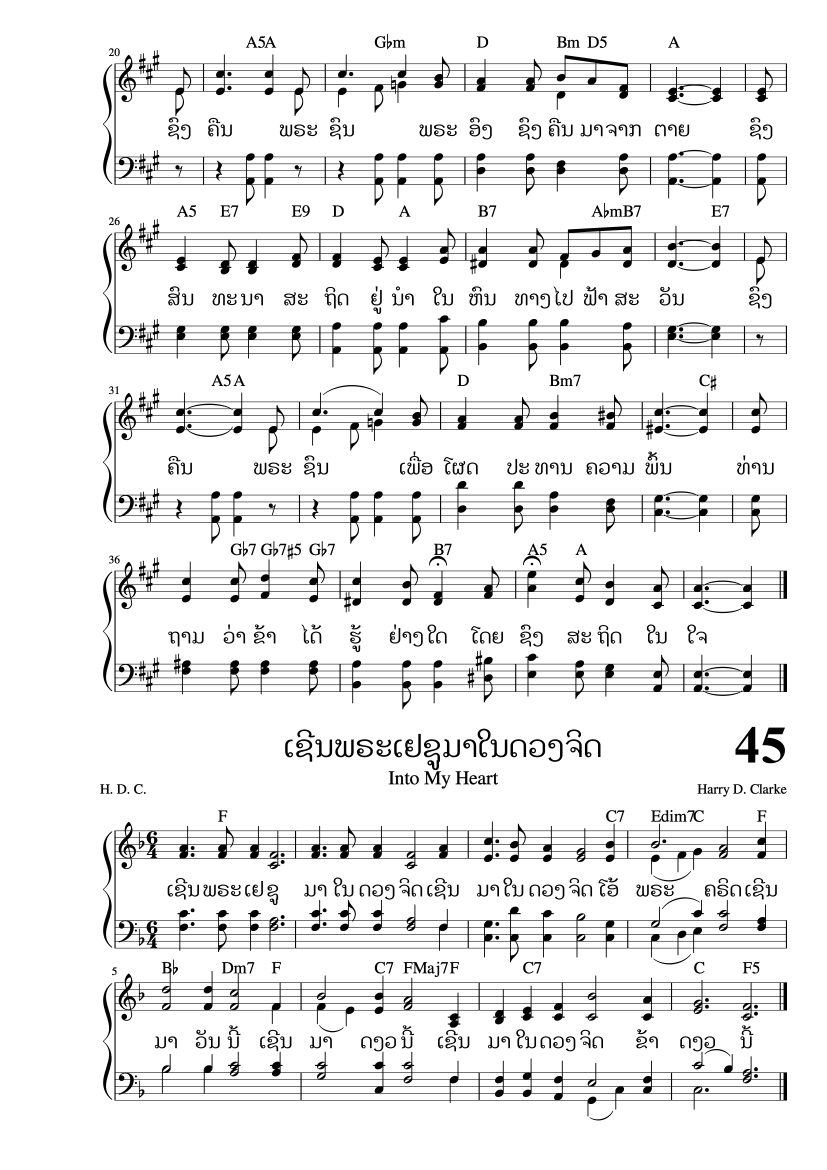 20 A5 A G♭m D Bm D5 A
ຊົງ ຄືນ ພຣະ ຊົນ ພຣະ ອົງ ຊົງ ຄືນ ມາຈາກ ຕາຍ ຊົງ
26 A5 E7 E9 D A B7 A♭m B7 E7
ສົນ ທະນາ ສະ ຖິດ ຢູ່ ນຳ ໃນ ຫົນ ທາງໄປ ຟ້າ ສະ ວັນ ຊົງ
31 A5 A D Bm7 C♯
ຄືນ ພຣະ ຊົນ ເພື່ອ ໂຜດ ປະ ທານ ຄວາມ ພົ້ນ ທ່ານ
36 G♭7 G♭7♯5 G♭7 B7 A5 A
ຖາມ ວ່າ ຂ້າ ໄດ້ ຮູ້ ຢ່າງໃດ ໂດຍ ຊົງ ສະ ຖິດ ໃນ ໃຈ
ເຊີນພຣະເຢຊູມາໃນດວງຈິດ 45
Into My Heart
H. D. C. Harry D. Clarke
F C7 Edim7 C F
6 4
ເຊີນ ພຣະເຢຊູ ມາ ໃນ ດວງ ຈິດ ເຊີນ ມາ ໃນ ດວງ ຈິດ ໂອ້ ພຣະ ຄຣິດ ເຊີນ
6 4
5 B♭ Dm7 F C7 FMaj7 F C7 C F5
ມາ ວັນ ນີ້ ເຊີນ ມາ ດຽວ ນີ້ ເຊີນ ມາ ໃນດວງ ຈິດ ຂ້າ ດຽວ ນີ້